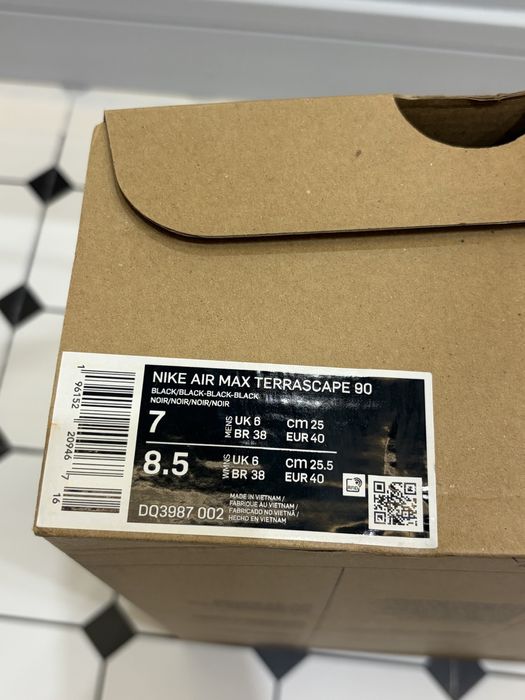 NIKE AIR MAX TERRASCAPE 90
BLACK/BLACK-BLACK-BLACK
NOIR/NOIR/NOIR/NOIR
7 MENS UK 6 cm 25
BR 38 EUR 40
8.5 WMNS UK 6 cm 25.5
BR 38 EUR 40
DQ3987 002
MADE IN VIETNAM /
FABRIQUÉ AU VIETNAM /
FABRICADO NO VIETNÃ /
HECHO EN VIETNAM
RFID
1 96152 20946 7
16